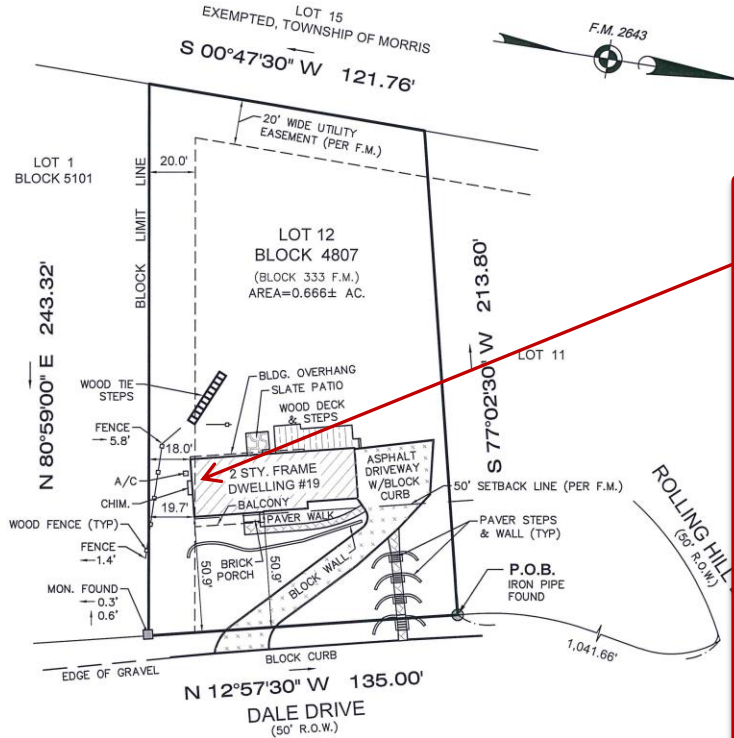 LOT 15
EXEMPTED, TOWNSHIP OF MORRIS
S 00°47'30" W 121.76'
F.M. 2643
20' WIDE UTILITY
EASEMENT (PER F.M.)
LOT 1
BLOCK 5101
BLOCK LIMIT LINE
20.0'
LOT 12
BLOCK 4807
(BLOCK 333 F.M.)
AREA=0.666± AC.
N 80°59'00" E 243.32'
S 77°02'30" W 213.80'
LOT 11
WOOD TIE
STEPS
BLDG. OVERHANG
SLATE PATIO
WOOD DECK
& STEPS
FENCE
5.8'
18.0'
A/C
CHIM.
19.7'
2 STY. FRAME
DWELLING #19
BALCONY
PAVER WALK
ASPHALT
DRIVEWAY
W/BLOCK
CURB
50' SETBACK LINE (PER F.M.)
PAVER STEPS
& WALL (TYP)
ROLLING HILL
(50' R.O.W.)
WOOD FENCE (TYP)
FENCE
1.4'
BRICK
PORCH
BLOCK WALL
50.9'
50.9'
MON. FOUND
0.3'
0.6'
P.O.B.
IRON PIPE
FOUND
1,041.66'
EDGE OF GRAVEL
BLOCK CURB
N 12°57'30" W 135.00'
DALE DRIVE
(50' R.O.W.)